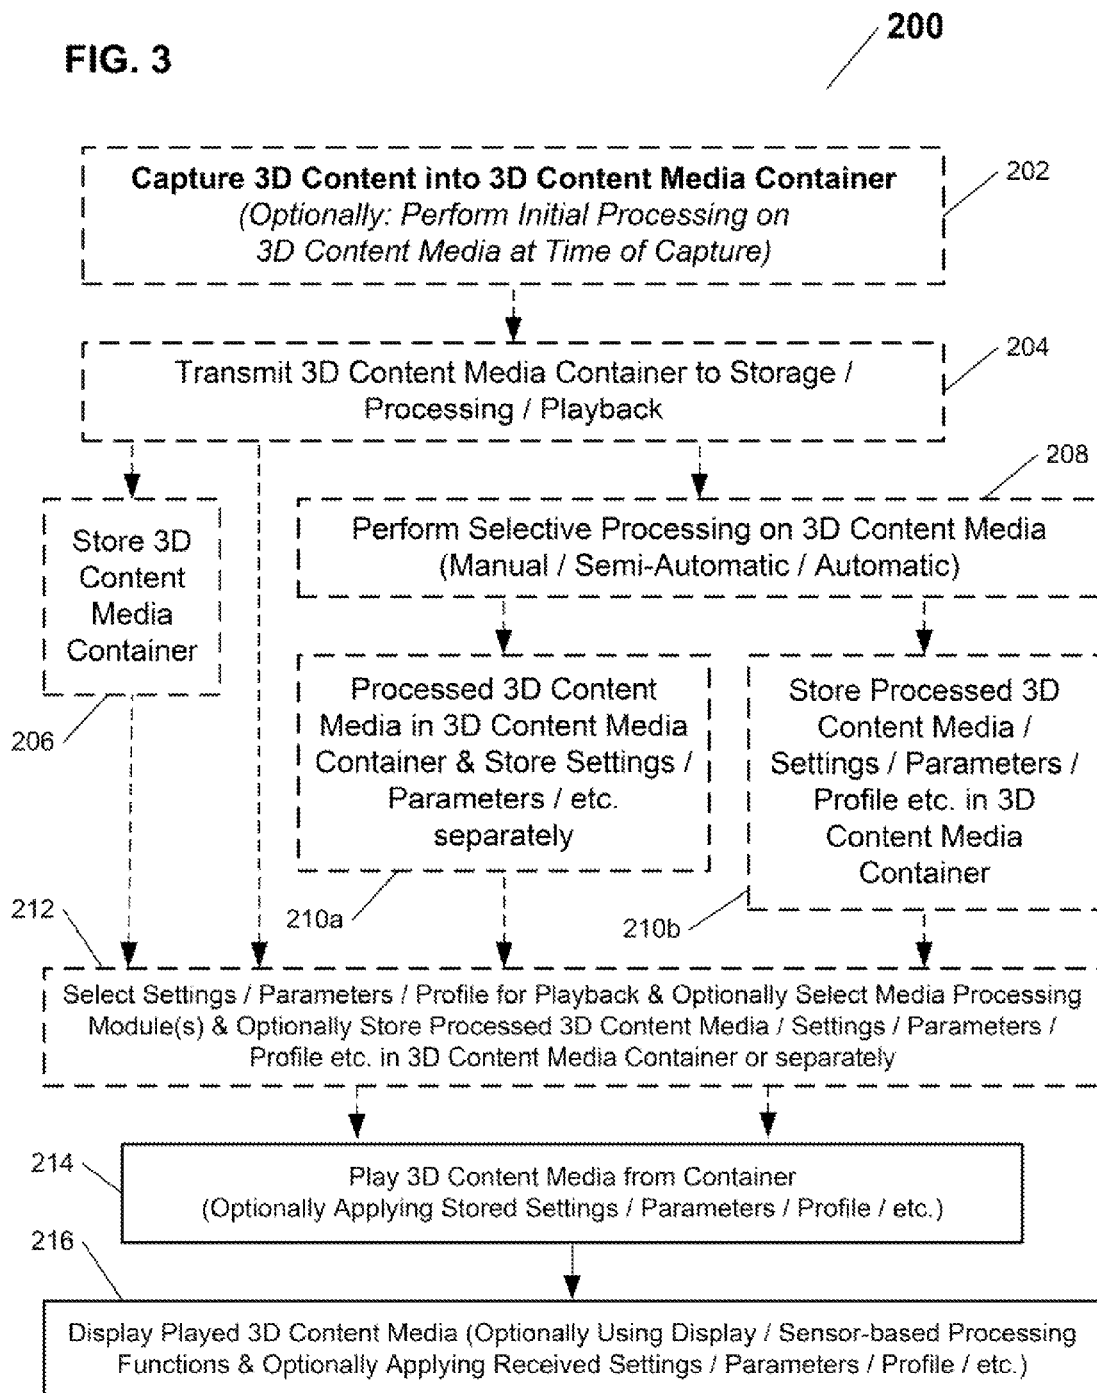 FIG. 3
200
Capture 3D Content into 3D Content Media Container
(Optionally: Perform Initial Processing on
3D Content Media at Time of Capture)
202
Transmit 3D Content Media Container to Storage /
Processing / Playback
204
208
Store 3D
Content
Media
Container
206
Perform Selective Processing on 3D Content Media
(Manual / Semi-Automatic / Automatic)
Processed 3D Content
Media in 3D Content Media
Container & Store Settings /
Parameters / etc.
separately
210a
Store Processed 3D
Content Media /
Settings / Parameters /
Profile etc. in 3D
Content Media
Container
210b
212
Select Settings / Parameters / Profile for Playback & Optionally Select Media Processing
Module(s) & Optionally Store Processed 3D Content Media / Settings / Parameters /
Profile etc. in 3D Content Media Container or separately
214
Play 3D Content Media from Container
(Optionally Applying Stored Settings / Parameters / Profile / etc.)
216
Display Played 3D Content Media (Optionally Using Display / Sensor-based Processing
Functions & Optionally Applying Received Settings / Parameters / Profile / etc.)